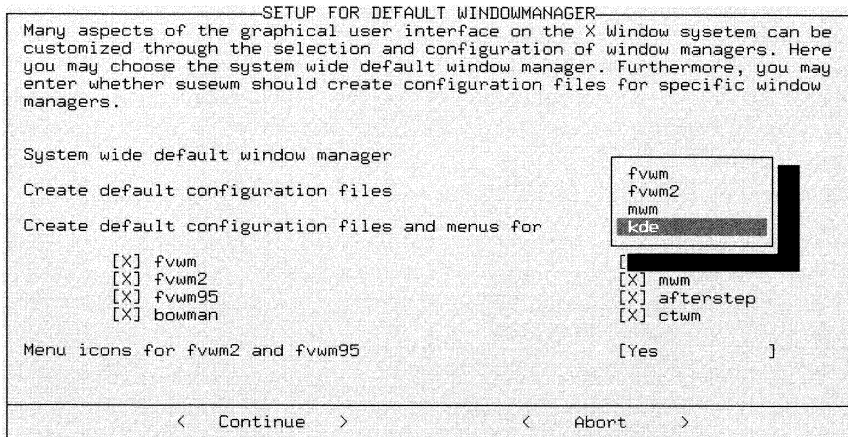 SETUP FOR DEFAULT WINDOWMANAGER
Many aspects of the graphical user interface on the X Window sysetem can be
customized through the selection and configuration of window managers. Here
you may choose the system wide default window manager. Furthermore, you may
enter whether susewm should create configuration files for specific window
managers.
System wide default window manager
fvwm
fvwm2
mwm
kde
Create default configuration files
Create default configuration files and menus for
[X] fvwm [
[X] fvwm2 [X] mwm
[X] fvwm95 [X] afterstep
[X] bowman [X] ctwm
Menu icons for fvwm2 and fvwm95 [Yes ]
< Continue > < Abort >